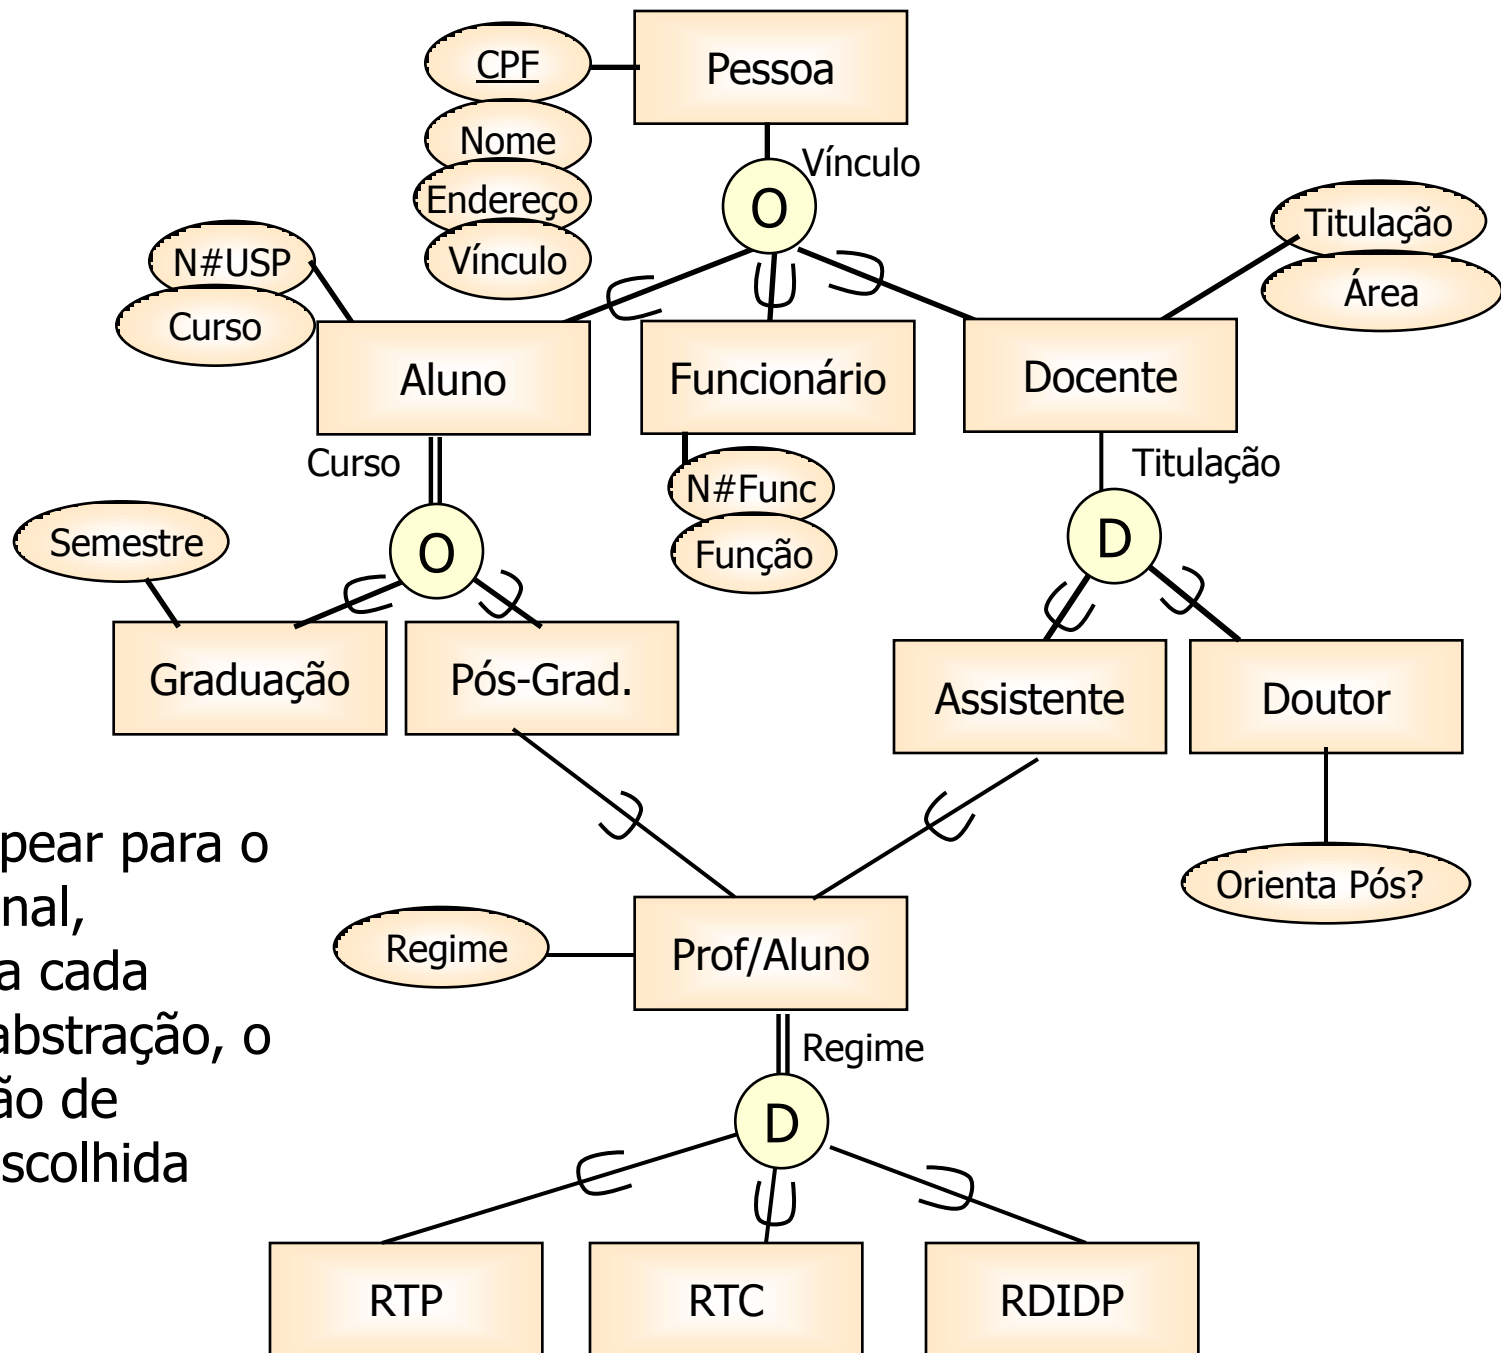 CPF
Pessoa
Nome
Vínculo
Endereço
Vínculo
O
N#USP
Curso
Titulação
Área
Aluno
Funcionário
Docente
Curso
N#Func
Função
Titulação
Semestre
O
D
Graduação
Pós-Grad.
Assistente
Doutor
pear para o
nal,
a cada
abstração, o
ão de
scolhida
Orienta Pós?
Regime
Prof/Aluno
Regime
D
RTP
RTC
RDIDP